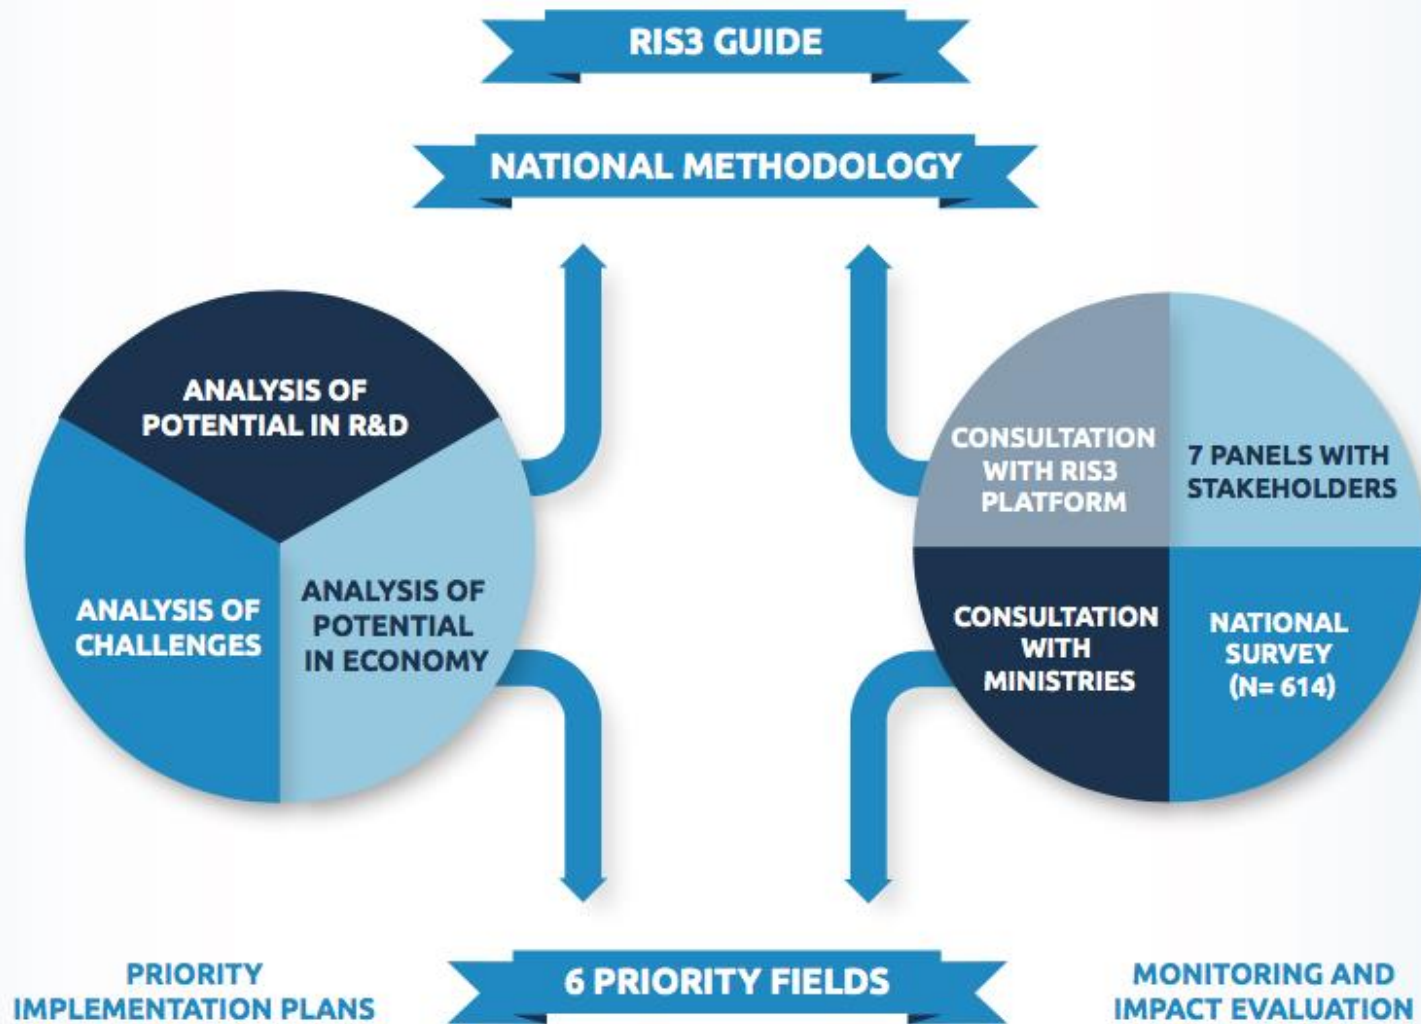 RIS3 GUIDE
NATIONAL METHODOLOGY
ANALYSIS OF
POTENTIAL IN R&D
ANALYSIS OF
CHALLENGES
ANALYSIS OF
POTENTIAL
IN ECONOMY
CONSULTATION
WITH RIS3
PLATFORM
7 PANELS WITH
STAKEHOLDERS
CONSULTATION
WITH
MINISTRIES
NATIONAL
SURVEY
(N= 614)
PRIORITY
IMPLEMENTATION PLANS
6 PRIORITY FIELDS
MONITORING AND
IMPACT EVALUATION